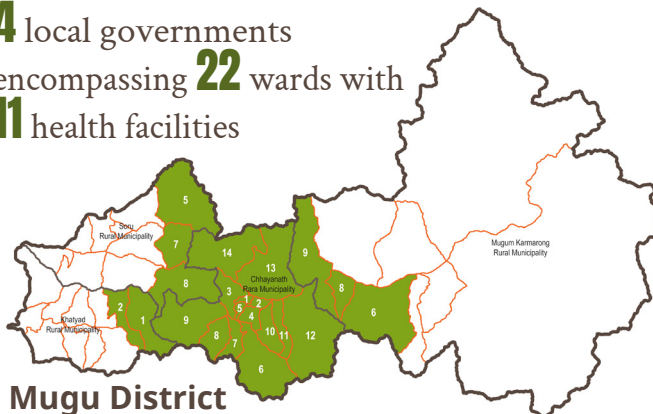 4 local governments
encompassing 22 wards with
11 health facilities
5
Soru
Rural Municipality
7
14
13
9
Mugum Karmarong
Rural Municipality
8
3
Chhayanath
Rara Municipality
8
6
2
1
Khatyad
Rural Municipality
9
1
2
5
4
8
7
10
11
12
6
Mugu District